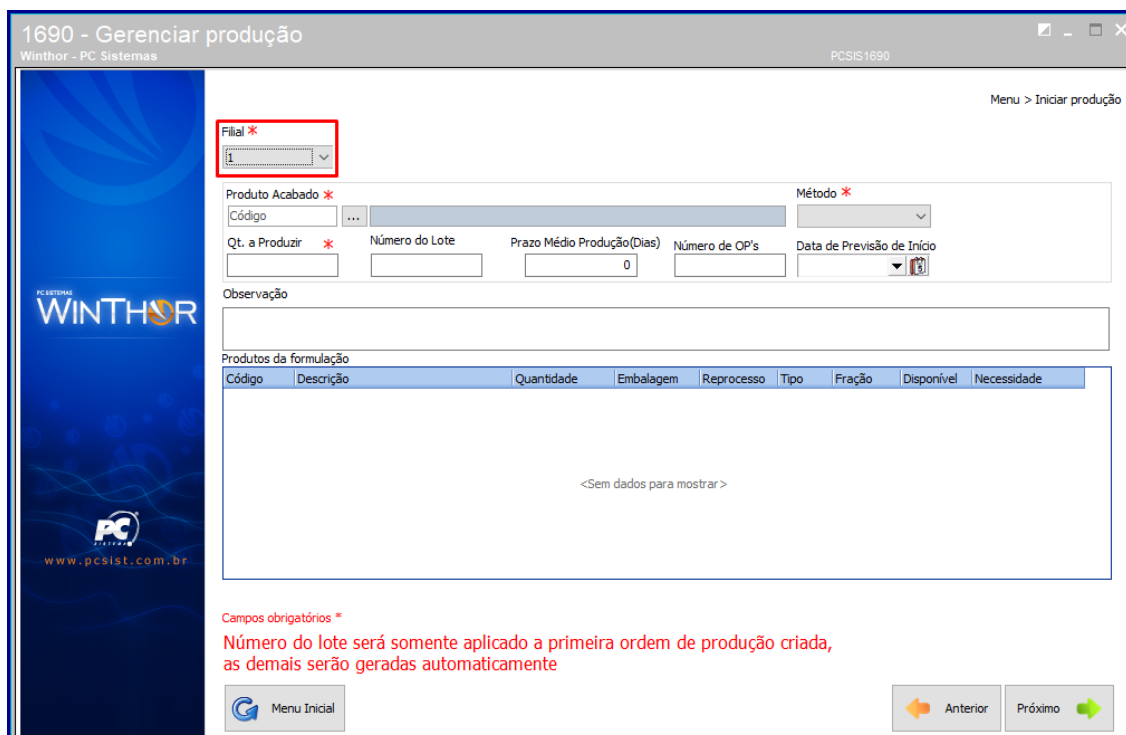 1690 - Gerenciar produção
Winthor - PC Sistemas
PCSIS1690
Menu > Iniciar produção
Filial *
1
Produto Acabado *
Método *
Código
...
Qt. a Produzir *
Número do Lote
Prazo Médio Produção(Dias)
Número de OP's
Data de Previsão de Início
0
Observação
PC SISTEMAS
WINTHOR
Produtos da formulação
Código Descrição Quantidade Embalagem Reprocesso Tipo Fração Disponível Necessidade
<Sem dados para mostrar>
PC
SISTEMAS
www.pcsist.com.br
Campos obrigatórios *
Número do lote será somente aplicado a primeira ordem de produção criada,
as demais serão geradas automaticamente
Menu Inicial
Anterior
Próximo